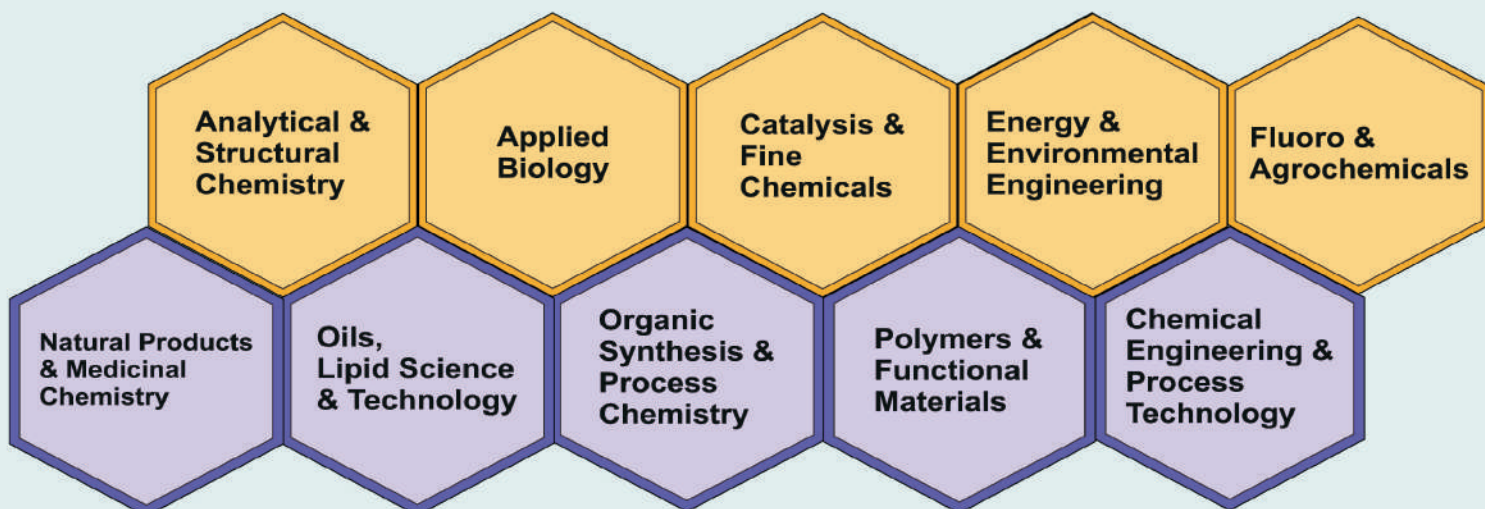 Analytical &
Structural
Chemistry
Applied
Biology
Catalysis &
Fine
Chemicals
Energy &
Environmental
Engineering
Fluoro &
Agrochemicals
Natural Products
& Medicinal
Chemistry
Oils,
Lipid Science
& Technology
Organic
Synthesis &
Process
Chemistry
Polymers &
Functional
Materials
Chemical
Engineering &
Process
Technology